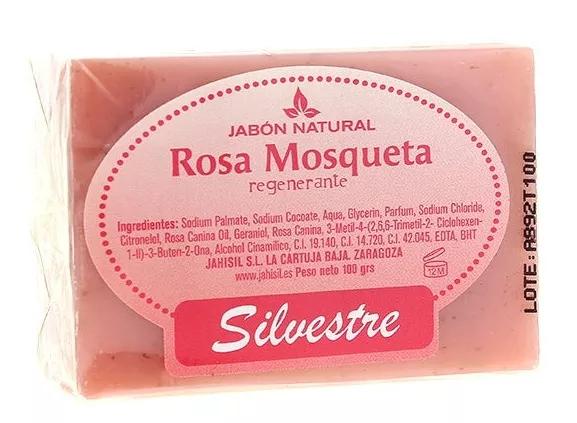 JABÓN NATURAL
Rosa Mosqueta
regenerante
Ingredientes: Sodium Palmate, Sodium Cocoate, Aqua, Glycerin, Parfum, Sodium Chloride,
Citronelol, Rosa Canina Oil, Geraniol, Rosa Canina, 3-Metil-4-(2,6,6-Trimetil-2- Ciclohexen-
1-Il)-3-Buten-2-Ona, Alcohol Cinamilico, C.I. 19.140, C.I. 14.720, C.I. 42.045, EDTA, BHT
JAHISIL S.L. LA CARTUJA BAJA. ZARAGOZA
www.jahisil.es Peso neto 100 grs
12M
Silvestre
LOTE: AB92T100